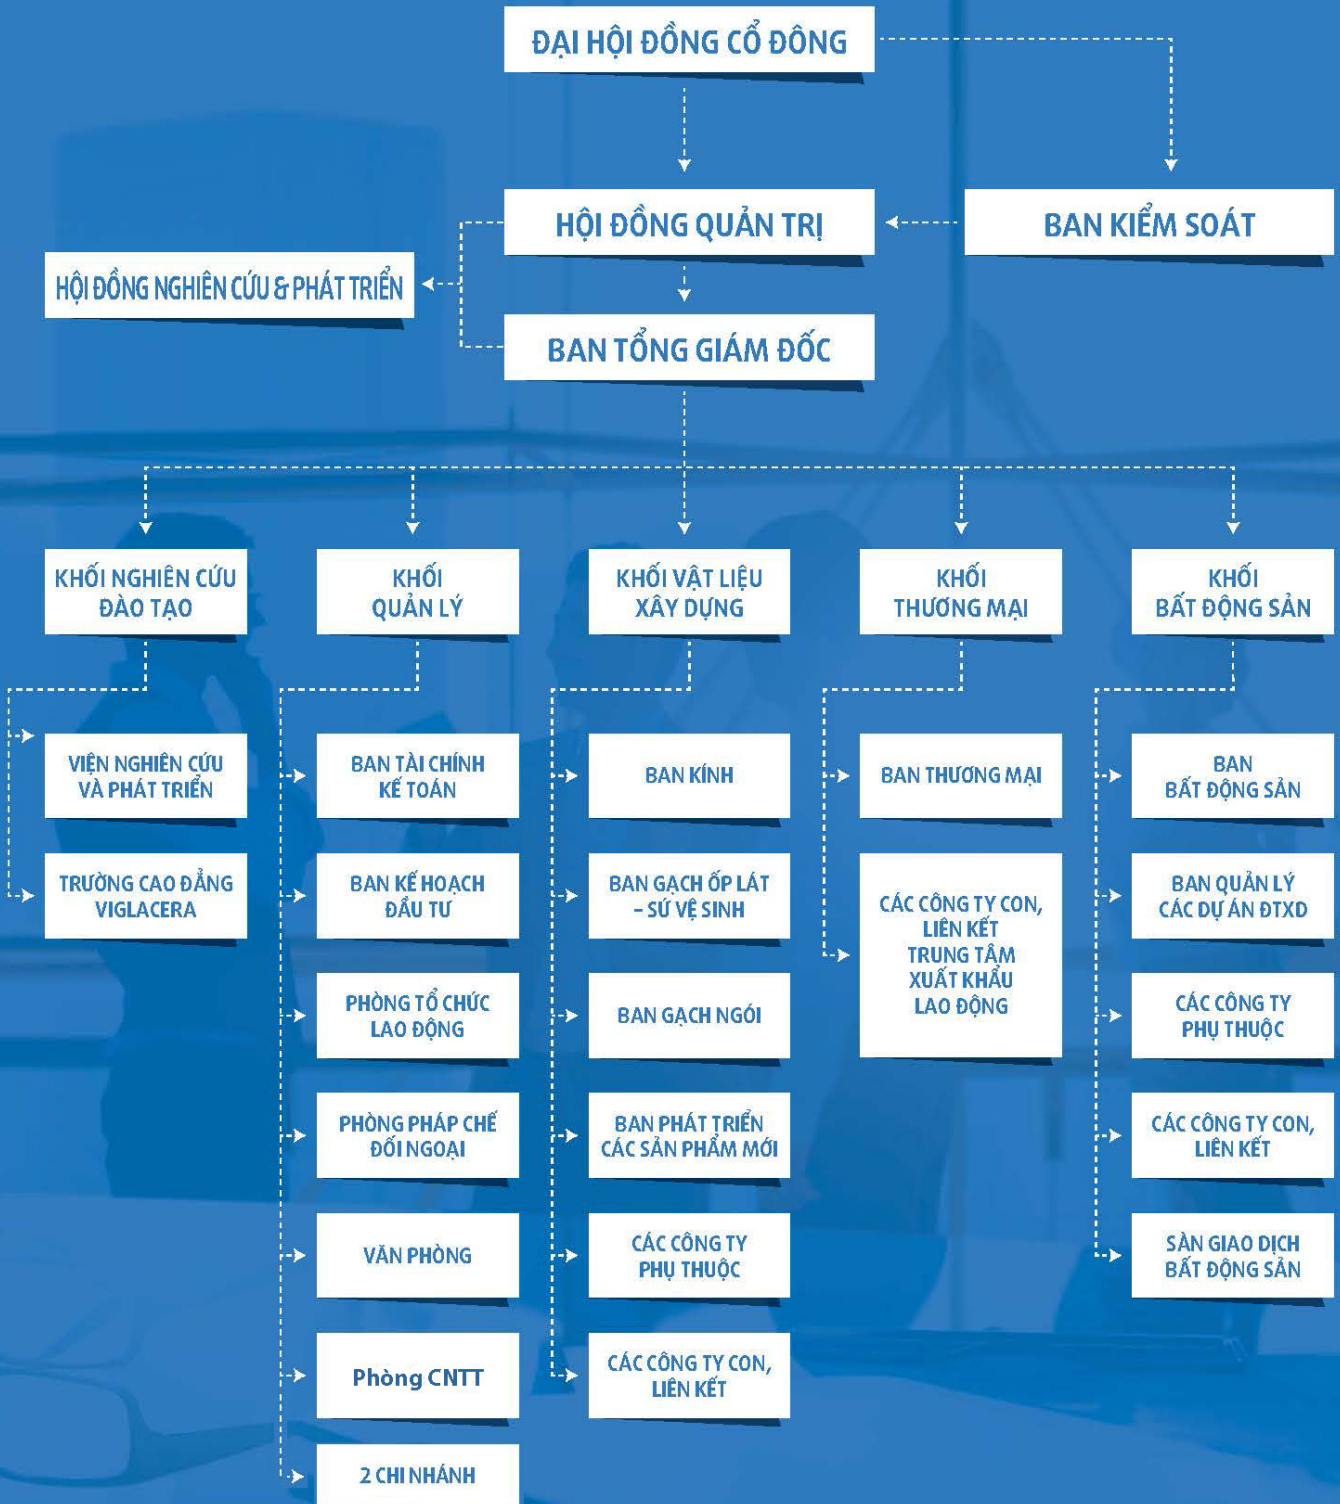 ĐẠI HỘI ĐỒNG CỔ ĐÔNG
HỘI ĐỒNG QUẢN TRỊ
BAN KIỂM SOÁT
HỘI ĐỒNG NGHIÊN CỨU & PHÁT TRIỂN
BAN TỔNG GIÁM ĐỐC
KHỐI NGHIÊN CỨU
ĐÀO TẠO
VIỆN NGHIÊN CỨU
VÀ PHÁT TRIỂN
TRƯỜNG CAO ĐẲNG
VIGLACERA
KHỐI
QUẢN LÝ
BAN TÀI CHÍNH
KẾ TOÁN
BAN KẾ HOẠCH
ĐẦU TƯ
PHÒNG TỔ CHỨC
LAO ĐỘNG
PHÒNG PHÁP CHẾ
ĐỐI NGOẠI
VĂN PHÒNG
Phòng CNTT
2 CHI NHÁNH
KHỐI VẬT LIỆU
XÂY DỰNG
BAN KÍNH
BAN GẠCH ỐP LÁT
– SỨ VỆ SINH
BAN GẠCH NGÓI
BAN PHÁT TRIỂN
CÁC SẢN PHẨM MỚI
CÁC CÔNG TY
PHỤ THUỘC
CÁC CÔNG TY CON,
LIÊN KẾT
KHỐI
THƯƠNG MẠI
BAN THƯƠNG MẠI
CÁC CÔNG TY CON,
LIÊN KẾT
TRUNG TÂM
XUẤT KHẨU
LAO ĐỘNG
KHỐI
BẤT ĐỘNG SẢN
BAN
BẤT ĐỘNG SẢN
BAN QUẢN LÝ
CÁC DỰ ÁN ĐTXD
CÁC CÔNG TY
PHỤ THUỘC
CÁC CÔNG TY CON,
LIÊN KẾT
SÀN GIAO DỊCH
BẤT ĐỘNG SẢN